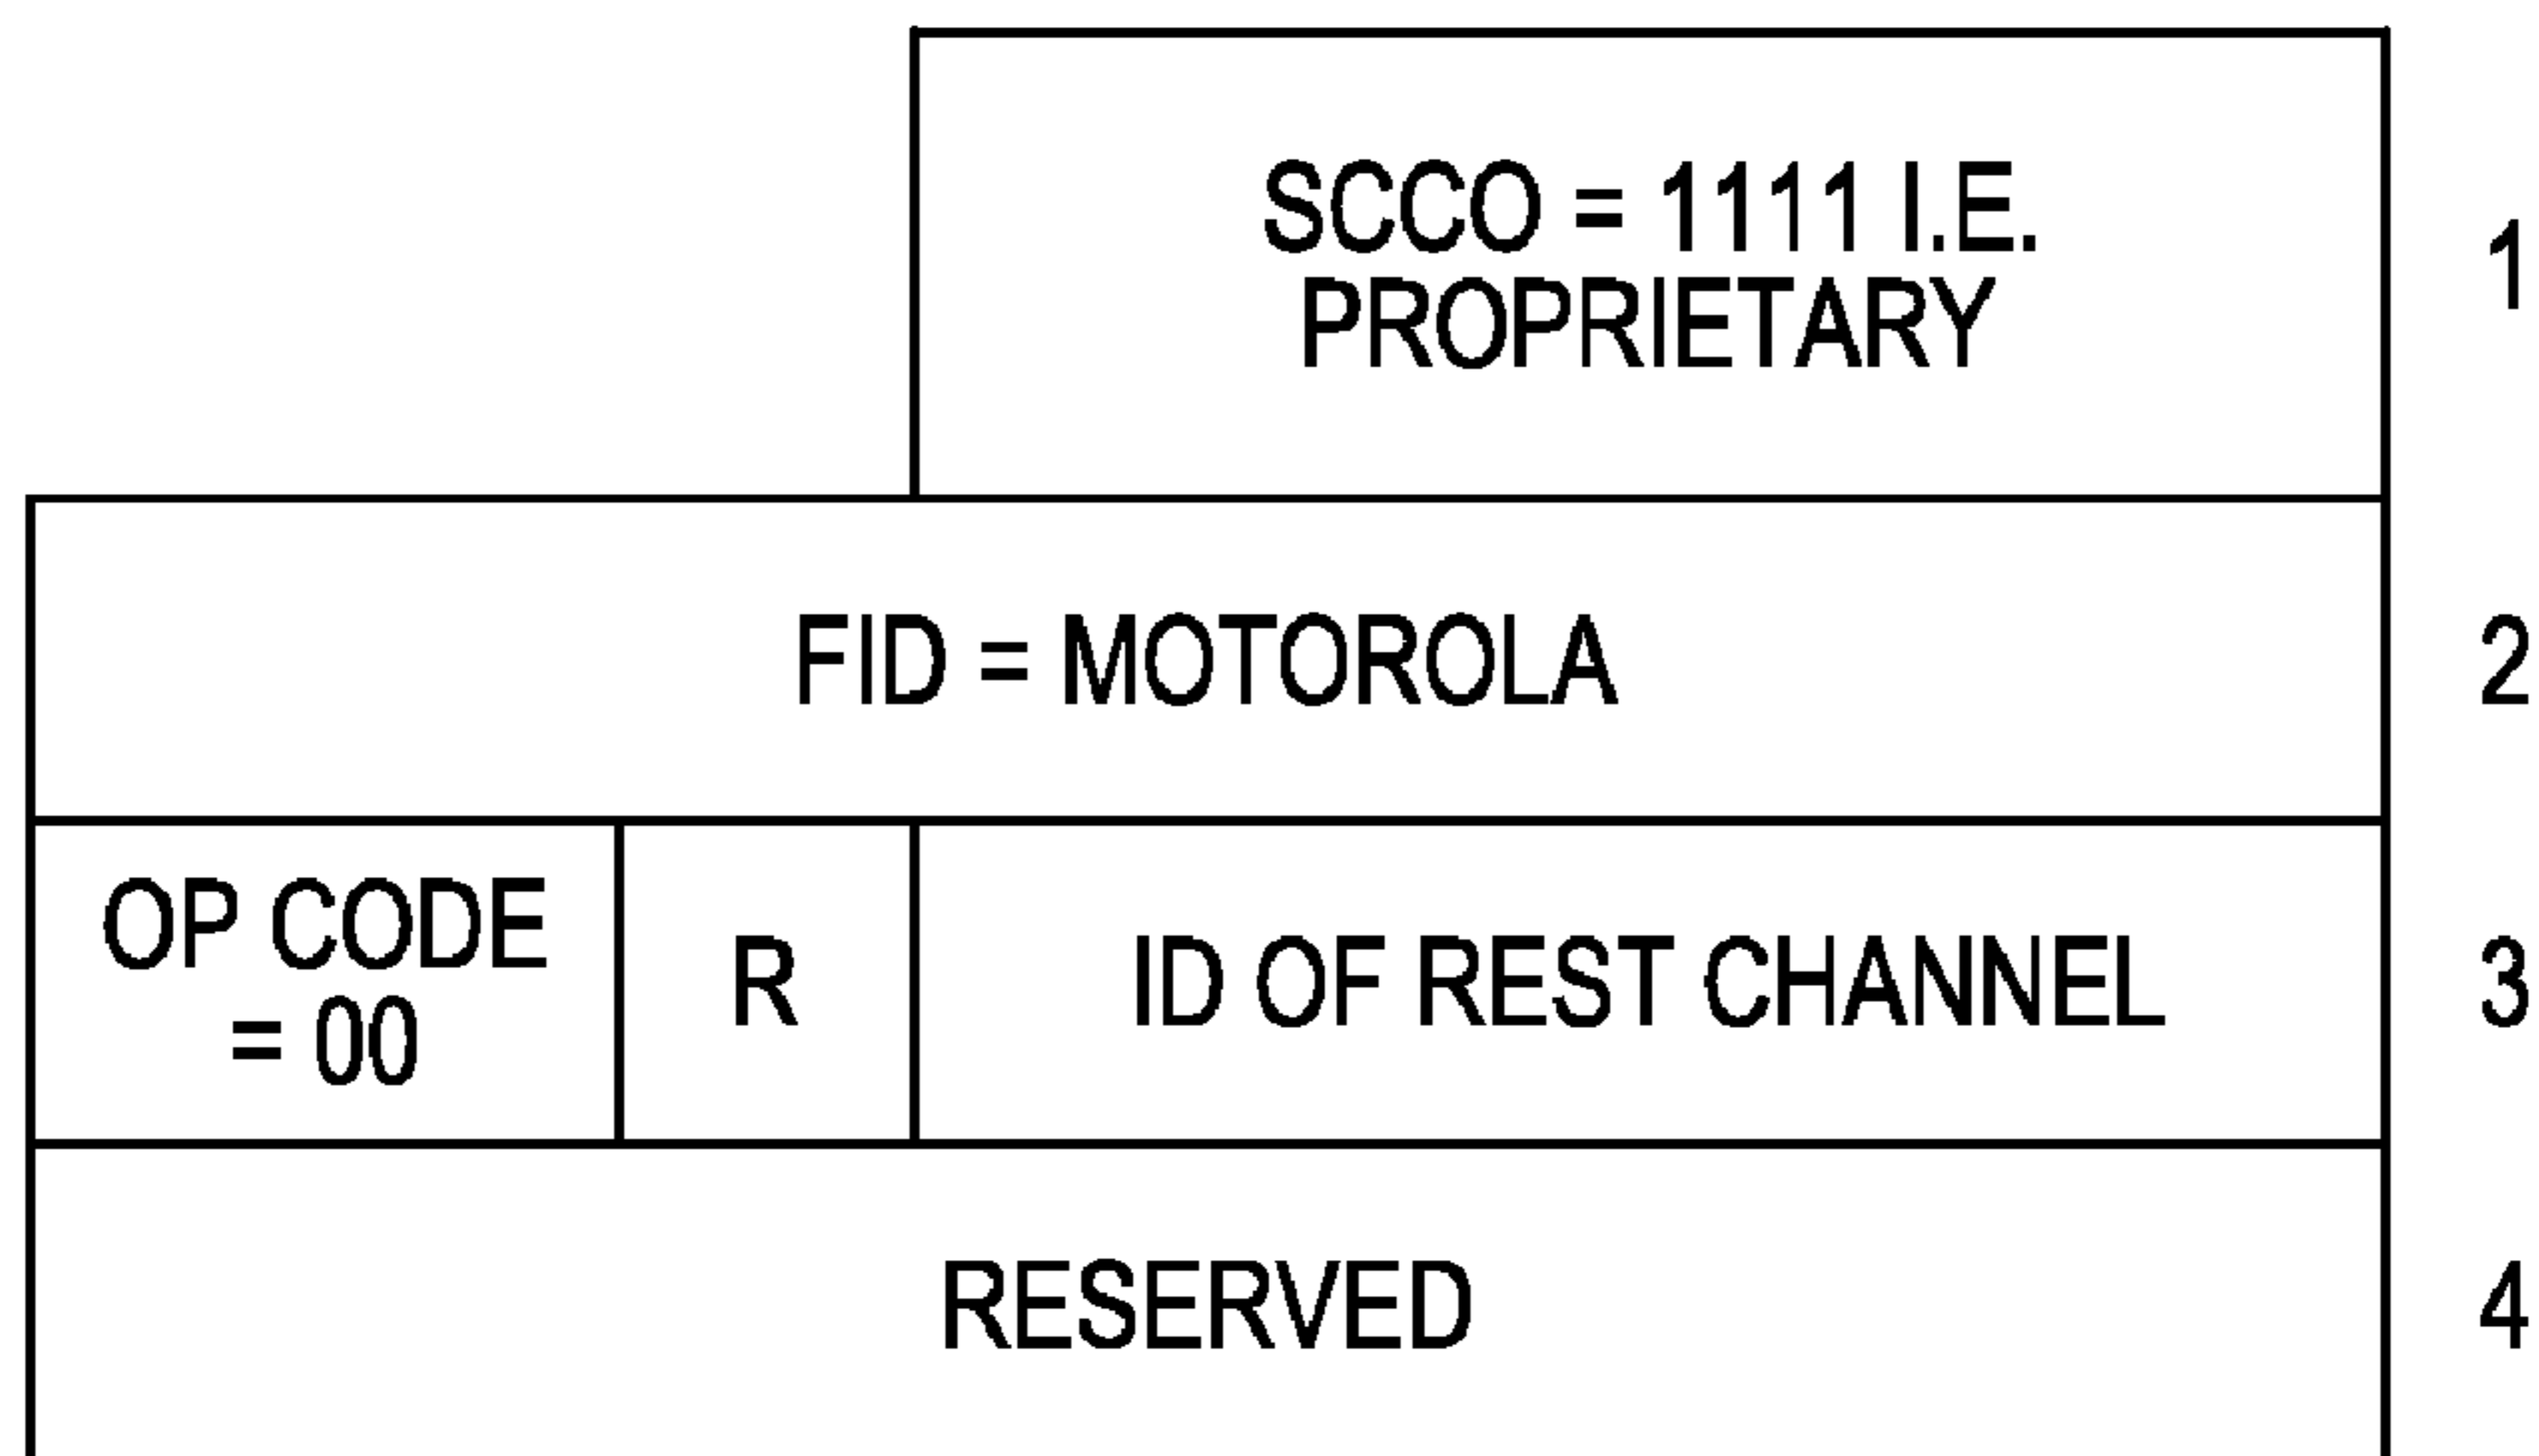 SCCO = 1111 I.E.
PROPRIETARY
1
FID = MOTOROLA
2
OP CODE
= 00
R
ID OF REST CHANNEL
3
RESERVED
4